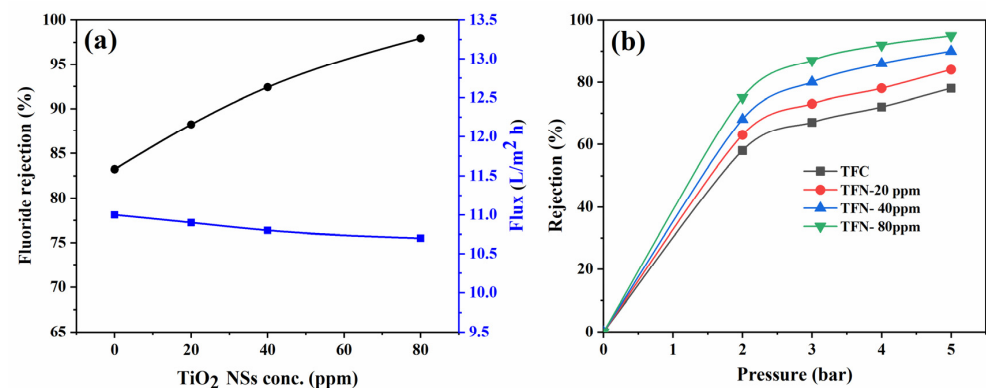 (a)
Fluoride rejection (%)
100
95
90
85
80
75
70
65
0 20 40 60 80
TiO2 NSs conc. (ppm)
13.5
13.0
12.5
12.0
11.5
11.0
10.5
10.0
9.5
Flux (L/m² h)
(b)
Rejection (%)
100
80
60
40
20
0
0 1 2 3 4 5
Pressure (bar)
TFC
TFN-20 ppm
TFN- 40ppm
TFN- 80ppm